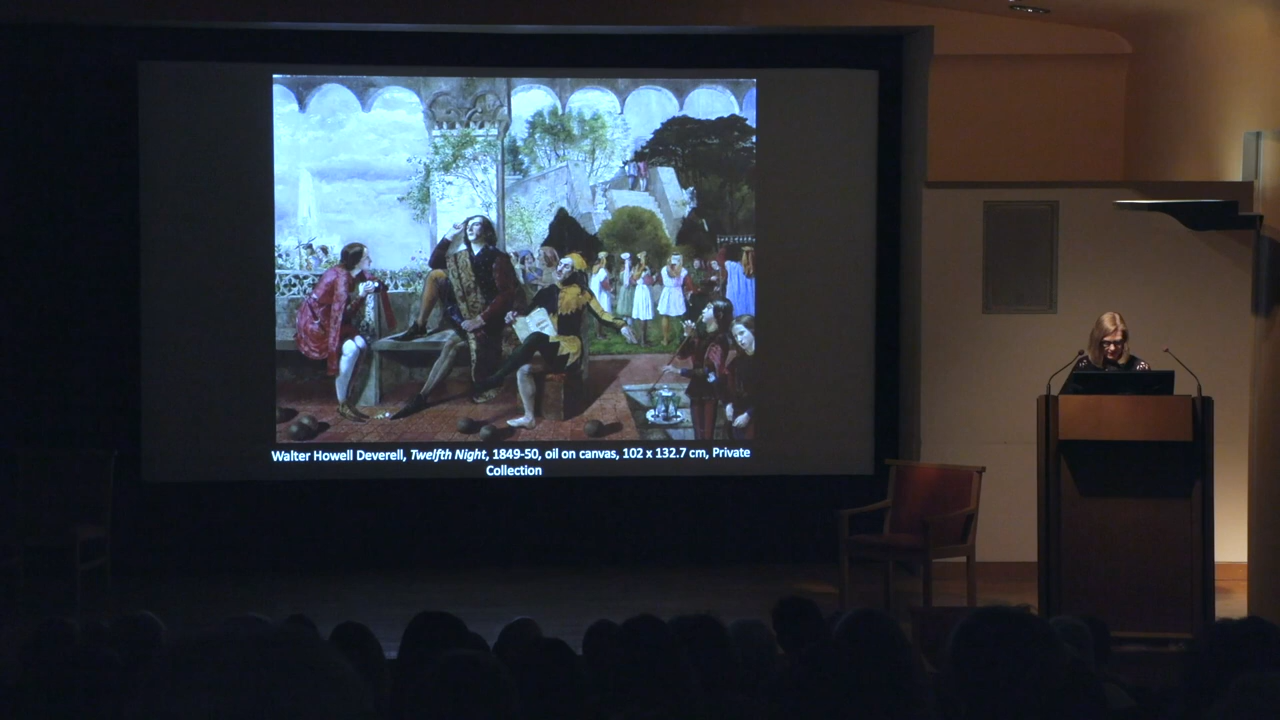 Walter Howell Deverell, Twelfth Night, 1849-50, oil on canvas, 102 x 132.7 cm, Private
Collection